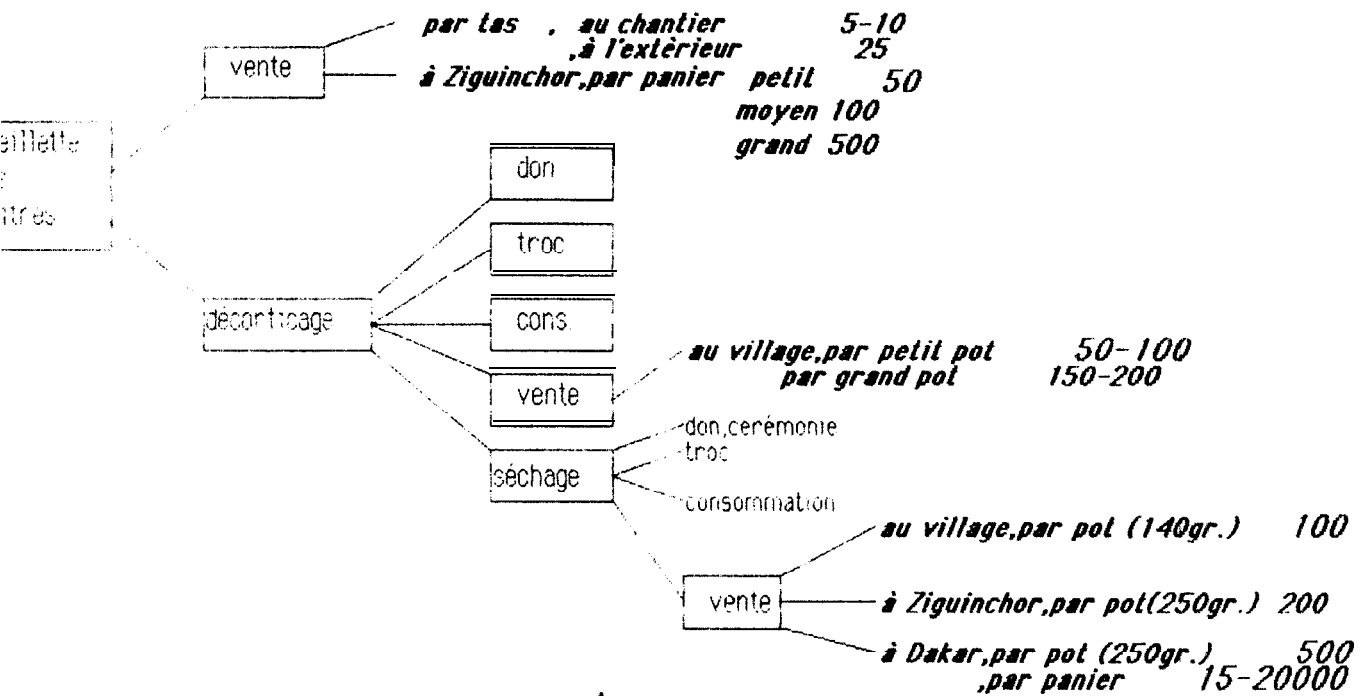 par tas , au chantier 5-10
,à l'extèrieur 25
vente
à Ziguinchor,par panier petit 50
moyen 100
grand 500
don
troc
décorticage
cons.
au village,par petit pot 50-100
par grand pot 150-200
vente
don,cerémonie
troc
séchage
consommation
au village,par pot (140gr.) 100
vente
à Ziguinchor,par pot(250gr.) 200
à Dakar,par pot (250gr.) 500
,par panier 15-20000